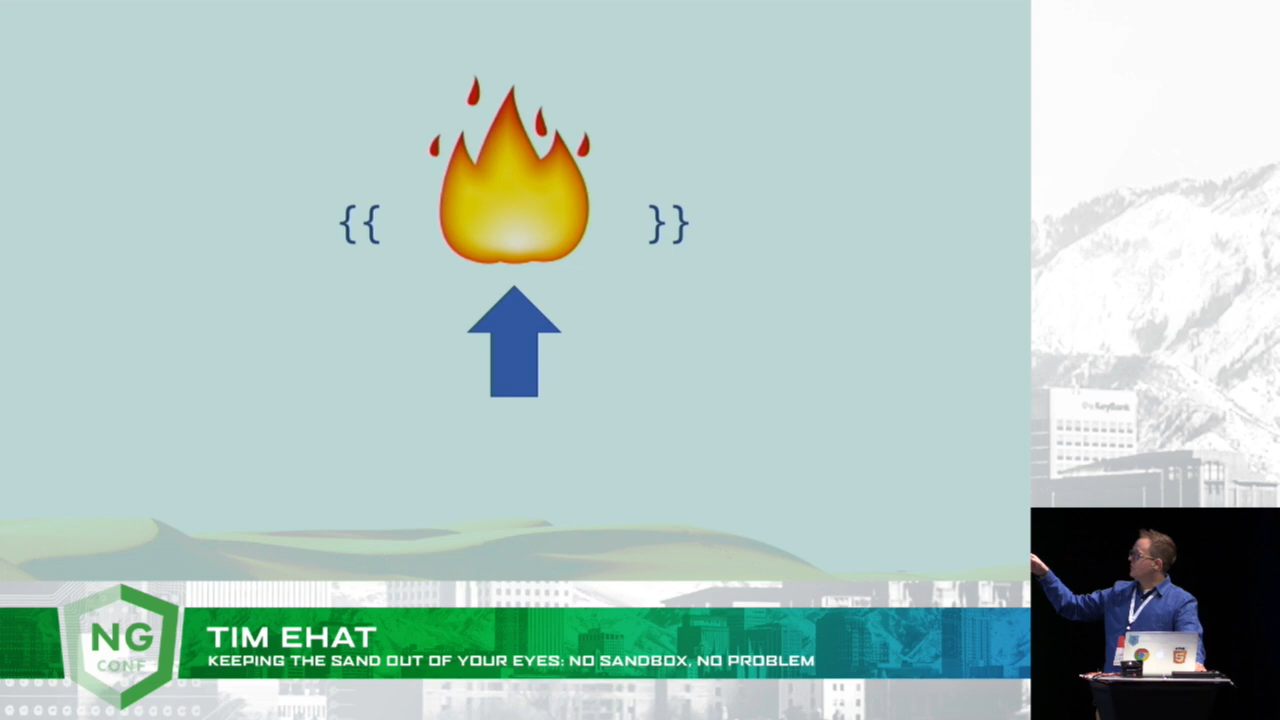 {{ }}
KeyBank
NG
CONF
TIM EHAT
KEEPING THE SAND OUT OF YOUR EYES: NO SANDBOX, NO PROBLEM